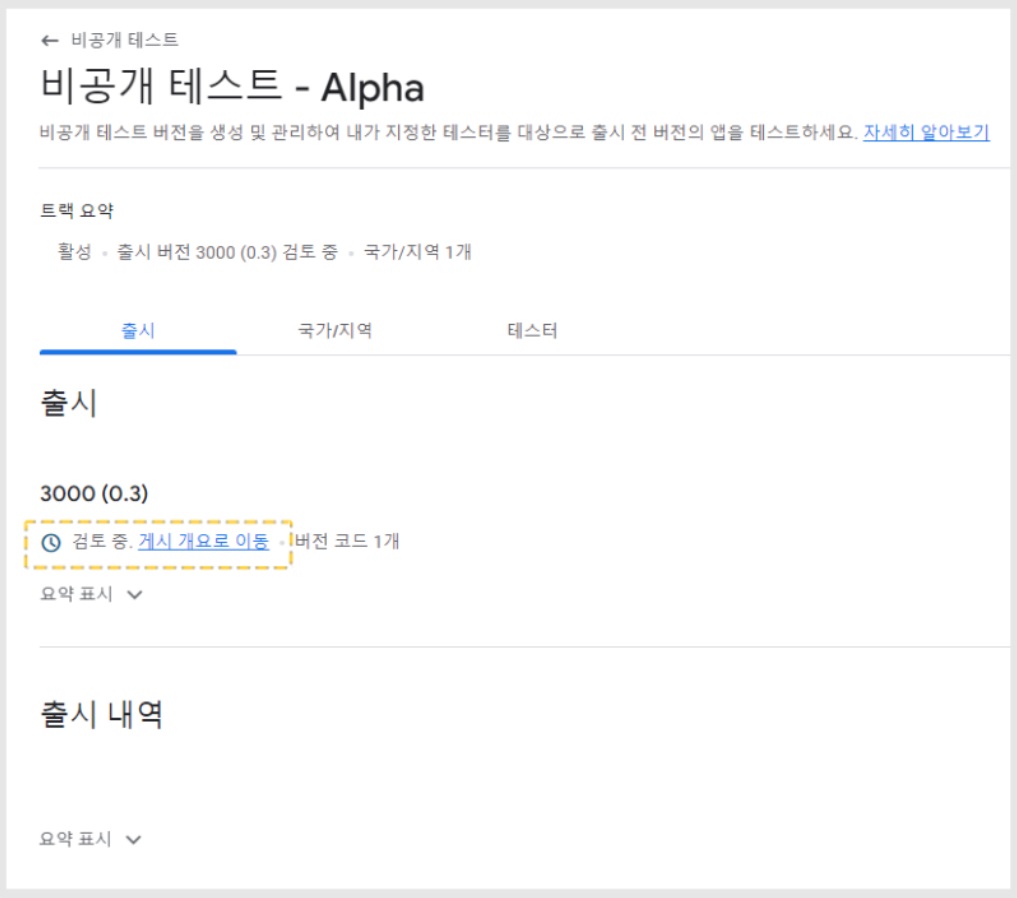 ← 비공개 테스트
비공개 테스트 - Alpha
비공개 테스트 버전을 생성 및 관리하여 내가 지정한 테스터를 대상으로 출시 전 버전의 앱을 테스트하세요. 자세히 알아보기
트랙 요약
활성 • 출시 버전 3000 (0.3) 검토 중 • 국가/지역 1개
출시 국가/지역 테스터
출시
3000 (0.3)
검토 중. 게시 개요로 이동 • 버전 코드 1개
요약 표시
출시 내역
요약 표시